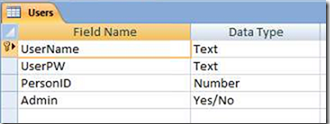 Users
Field Name Data Type
UserName Text
UserPW Text
PersonID Number
Admin Yes/No